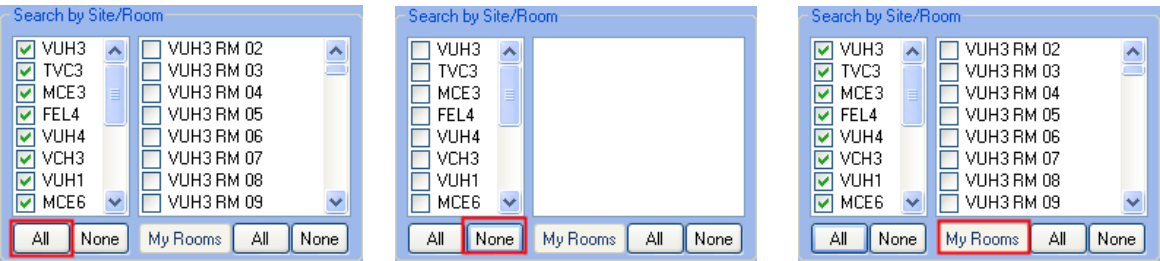 Search by Site/Room
VUH3
TVC3
MCE3
FEL4
VUH4
VCH3
VUH1
MCE6
VUH3 RM 02
VUH3 RM 03
VUH3 RM 04
VUH3 RM 05
VUH3 RM 06
VUH3 RM 07
VUH3 RM 08
VUH3 RM 09
All None My Rooms All None
Search by Site/Room
VUH3
TVC3
MCE3
FEL4
VUH4
VCH3
VUH1
MCE6
All None My Rooms All None
Search by Site/Room
VUH3
TVC3
MCE3
FEL4
VUH4
VCH3
VUH1
MCE6
VUH3 RM 02
VUH3 RM 03
VUH3 RM 04
VUH3 RM 05
VUH3 RM 06
VUH3 RM 07
VUH3 RM 08
VUH3 RM 09
All None My Rooms All None